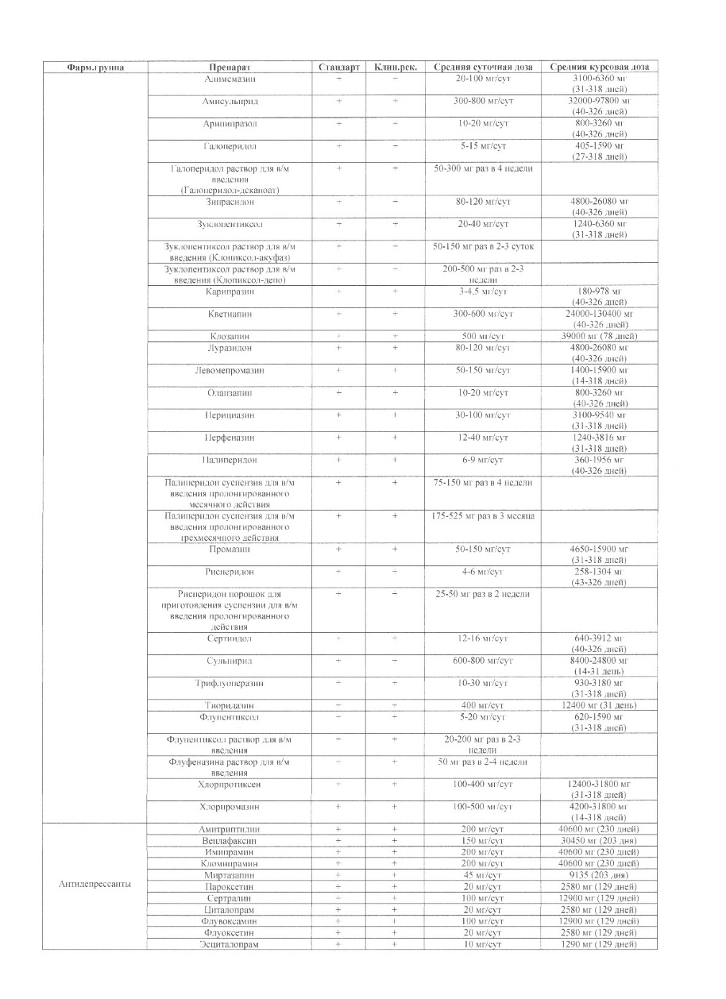 Фарм.группа Препарат Стандарт Клин.рек. Средняя суточная доза Средняя курсовая доза
Алимемазин + + 20-100 мг/сут 3100-6360 мг
(31-318 дней)
Амисульприд + + 300-800 мг/сут 32000-97800 мг
(40-326 дней)
Арипипразол + + 10-20 мг/сут 800-3260 мг
(40-326 дней)
Галоперидол + + 5-15 мг/сут 405-1590 мг
(27-318 дней)
Галоперидол раствор для в/м + + 50-300 мг раз в 4 недели
введения
(Галоперидол-деканоат)
Зипрасидон + + 80-120 мг/сут 4800-26080 мг
(40-326 дней)
Зуклопентиксол + + 20-40 мг/сут 1240-6360 мг
(31-318 дней)
Зуклопентиксол раствор для в/м + + 50-150 мг раз в 2-3 суток
введения (Клопиксол-акуфаз)
Зуклопентиксол раствор для в/м + + 200-500 мг раз в 2-3
введения (Клопиксол-депо) недели
Карипразин + + 3-4,5 мг/сут 180-978 мг
(40-326 дней)
Кветиапин + + 300-600 мг/сут 24000-130400 мг
(40-326 дней)
Клозапин + + 500 мг/сут 39000 мг (78 дней)
Луразидон + + 80-120 мг/сут 4800-26080 мг
(40-326 дней)
Левомепромазин + + 50-150 мг/сут 1400-15900 мг
(14-318 дней)
Оланзапин + + 10-20 мг/сут 800-3260 мг
(40-326 дней)
Перициазин + + 30-100 мг/сут 3100-9540 мг
(31-318 дней)
Перфеназин + + 12-40 мг/сут 1240-3816 мг
(31-318 дней)
Палиперидон + + 6-9 мг/сут 360-1956 мг
(40-326 дней)
Палиперидон суспензия для в/м + + 75-150 мг раз в 4 недели
введения пролонгированного
месячного действия
Палиперидон суспензия для в/м + + 175-525 мг раз в 3 месяца
введения пролонгированного
трехмесячного действия
Промазин + + 50-150 мг/сут 4650-15900 мг
(31-318 дней)
Рисперидон + + 4-6 мг/сут 258-1304 мг
(43-326 дней)
Рисперидон порошок для + + 25-50 мг раз в 2 недели
приготовления суспензии для в/м
введения пролонгированного
действия
Сертиндол + + 12-16 мг/сут 640-3912 мг
(40-326 дней)
Сульпирид + + 600-800 мг/сут 8400-24800 мг
(14-31 день)
Трифлуоперазин + + 10-30 мг/сут 930-3180 мг
(31-318 дней)
Тиоридазин + + 400 мг/сут 12400 мг (31 день)
Флупентиксол + + 5-20 мг/сут 620-1590 мг
(31-318 дней)
Флупентиксол раствор для в/м + + 20-200 мг раз в 2-3
введения недели
Флуфеназина раствор для в/м + + 50 мг раз в 2-4 недели
введения
Хлорпротиксен + + 100-400 мг/сут 12400-31800 мг
(31-318 дней)
Хлорпромазин + + 100-500 мг/сут 4200-31800 мг
(14-318 дней)
Амитриптилин + + 200 мг/сут 40600 мг (230 дней)
Венлафаксин + + 150 мг/сут 30450 мг (203 дня)
Имипрамин + + 200 мг/сут 40600 мг (230 дней)
Кломипрамин + + 200 мг/сут 40600 мг (230 дней)
Миртазапин + + 45 мг/сут 9135 (203 дня)
Антидепрессанты Пароксетин + + 20 мг/сут 2580 мг (129 дней)
Сертралин + + 100 мг/сут 12900 мг (129 дней)
Циталопрам + + 20 мг/сут 2580 мг (129 дней)
Флувоксамин + + 100 мг/сут 12900 мг (129 дней)
Флуоксетин + + 20 мг/сут 2580 мг (129 дней)
Эсциталопрам + + 10 мг/сут 1290 мг (129 дней)